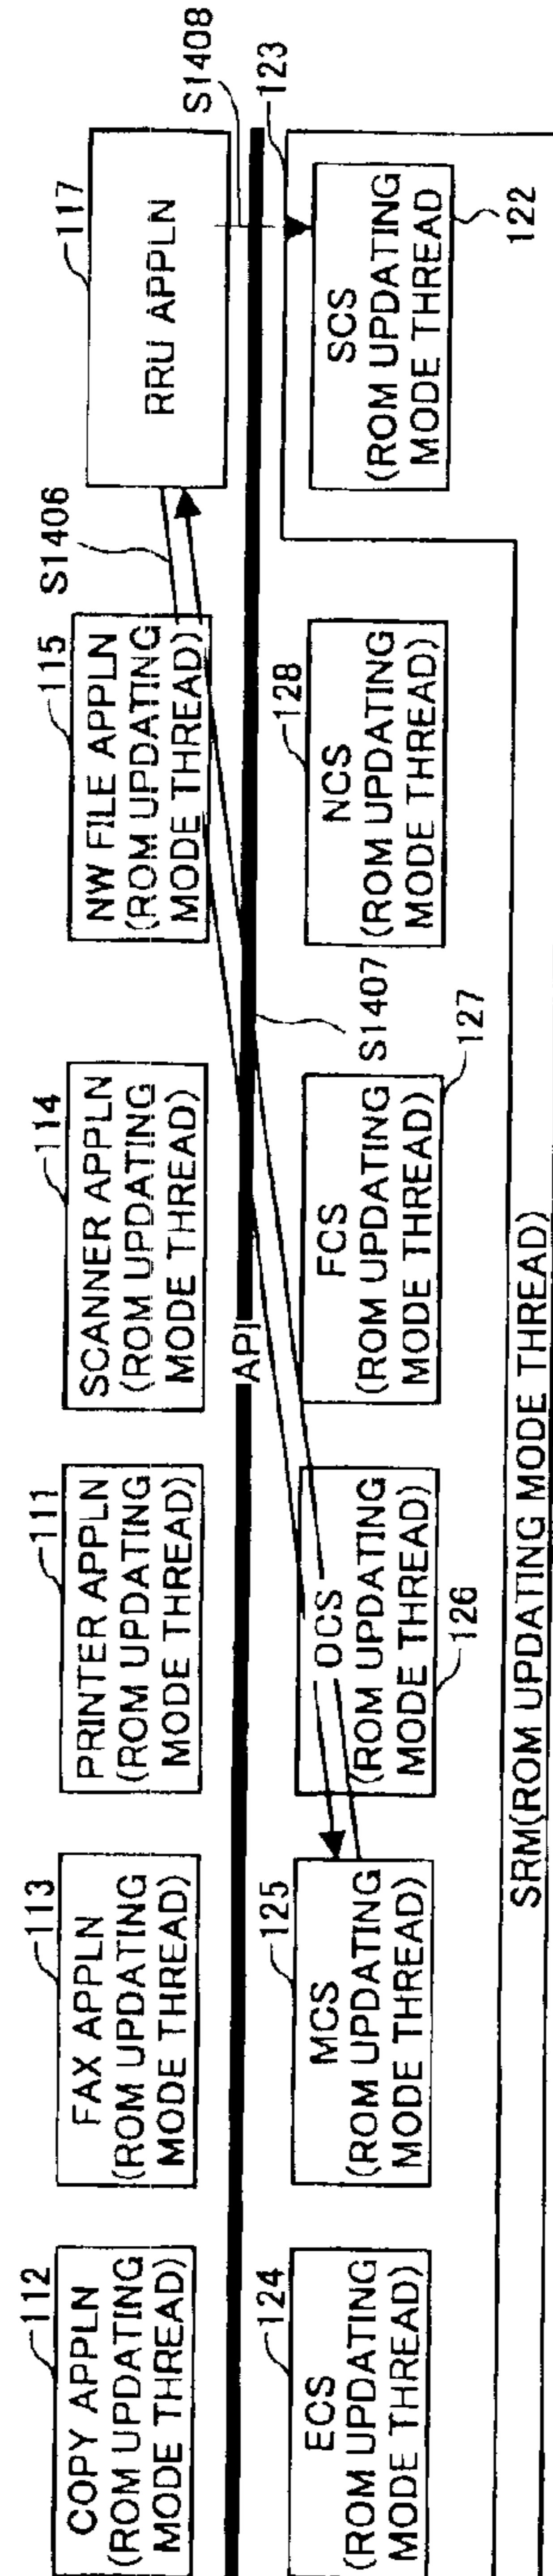 112
COPY APPLN
(ROM UPDATING
MODE THREAD)
113
FAX APPLN
(ROM UPDATING
MODE THREAD)
111
PRINTER APPLN
(ROM UPDATING
MODE THREAD)
114
SCANNER APPLN
(ROM UPDATING
MODE THREAD)
115
NW FILE APPLN
(ROM UPDATING
MODE THREAD)
S1406
117
RRU APPLN
S1408
API
S1407
123
124
ECS
(ROM UPDATING
MODE THREAD)
125
MCS
(ROM UPDATING
MODE THREAD)
OCS
(ROM UPDATING
MODE THREAD)
126
FCS
(ROM UPDATING
MODE THREAD)
127
128
NCS
(ROM UPDATING
MODE THREAD)
SCS
(ROM UPDATING
MODE THREAD
122
SRM(ROM UPDATING MODE THREAD)